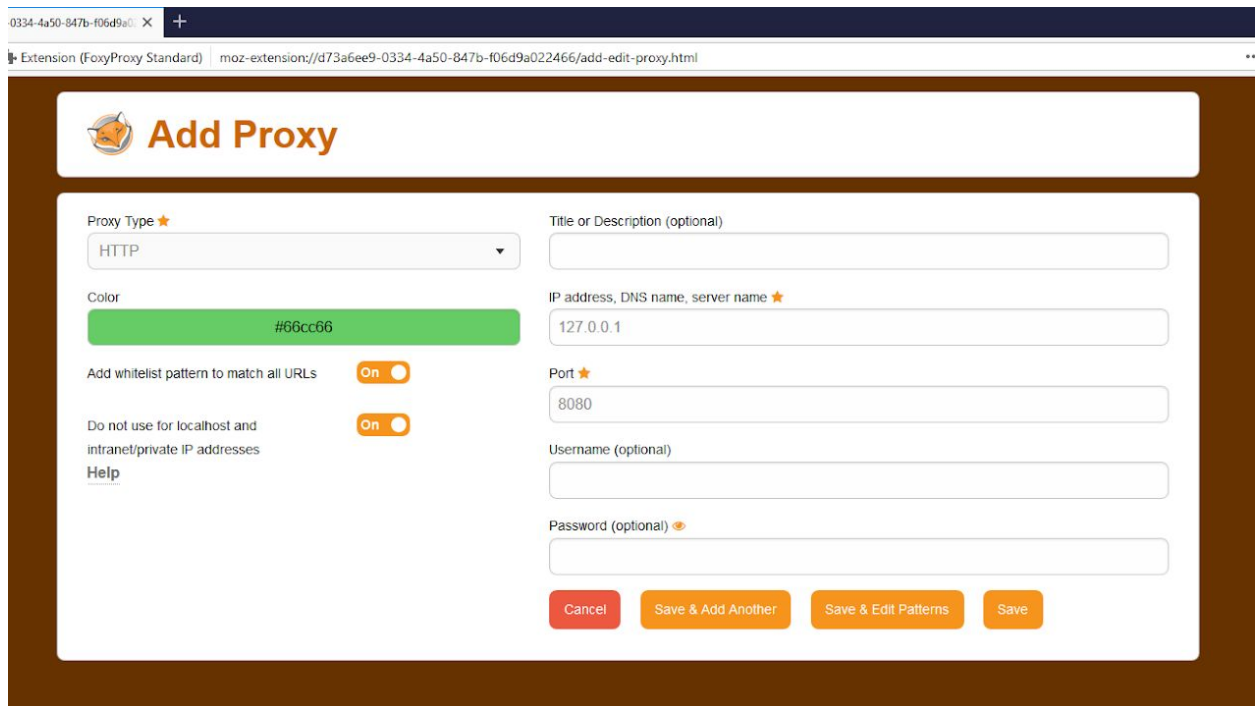 -0334-4a50-847b-f06d9a0
Extension (FoxyProxy Standard) moz-extension://d73a6ee9-0334-4a50-847b-f06d9a022466/add-edit-proxy.html
Add Proxy
Proxy Type
HTTP
Color
#66cc66
Add whitelist pattern to match all URLs On
Do not use for localhost and On
intranet/private IP addresses
Help
Title or Description (optional)
IP address, DNS name, server name
127.0.0.1
Port
8080
Username (optional)
Password (optional)
Cancel Save & Add Another Save & Edit Patterns Save